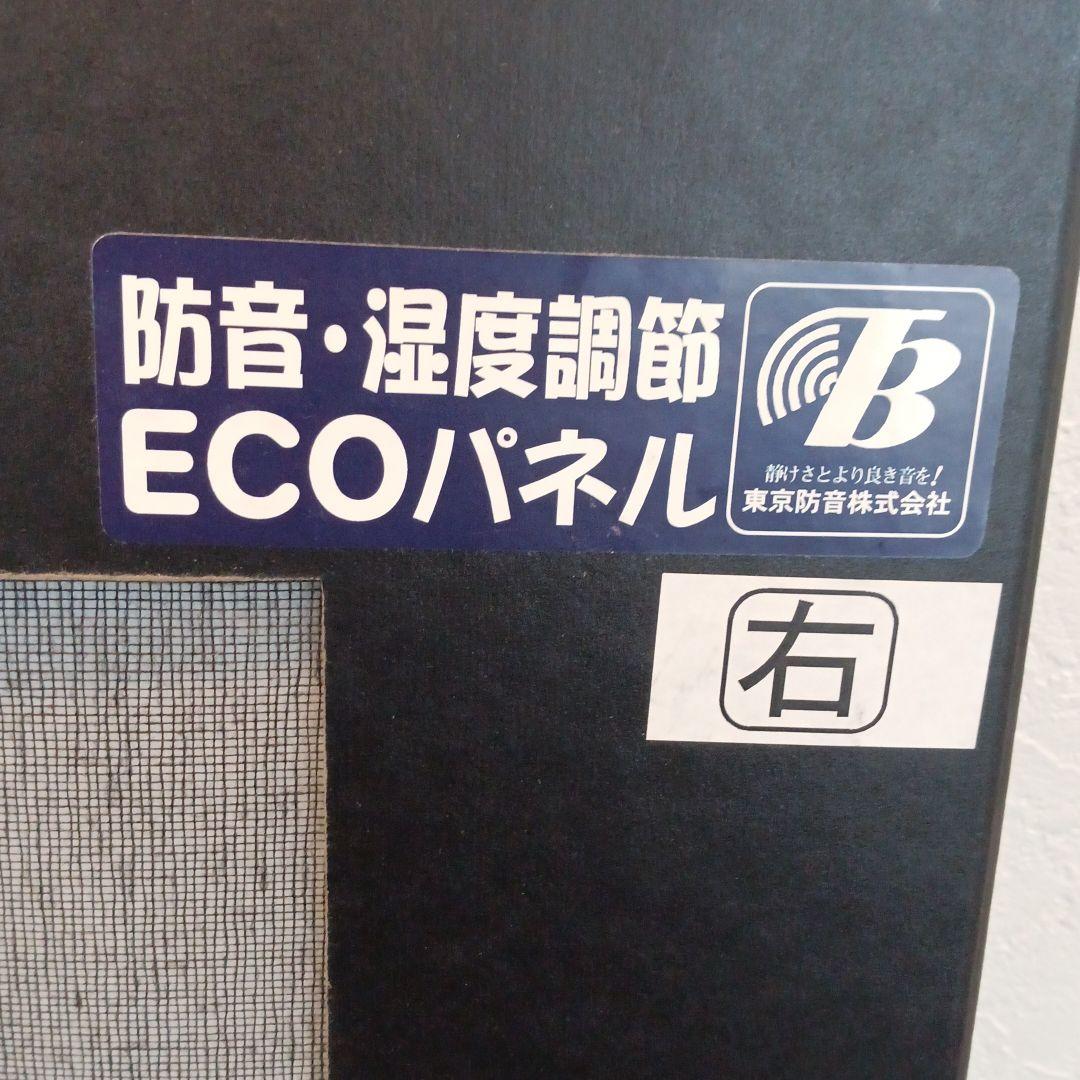 防音・湿度調節
ECOパネル
TB
静けさとより良き音を!
東京防音株式会社
右